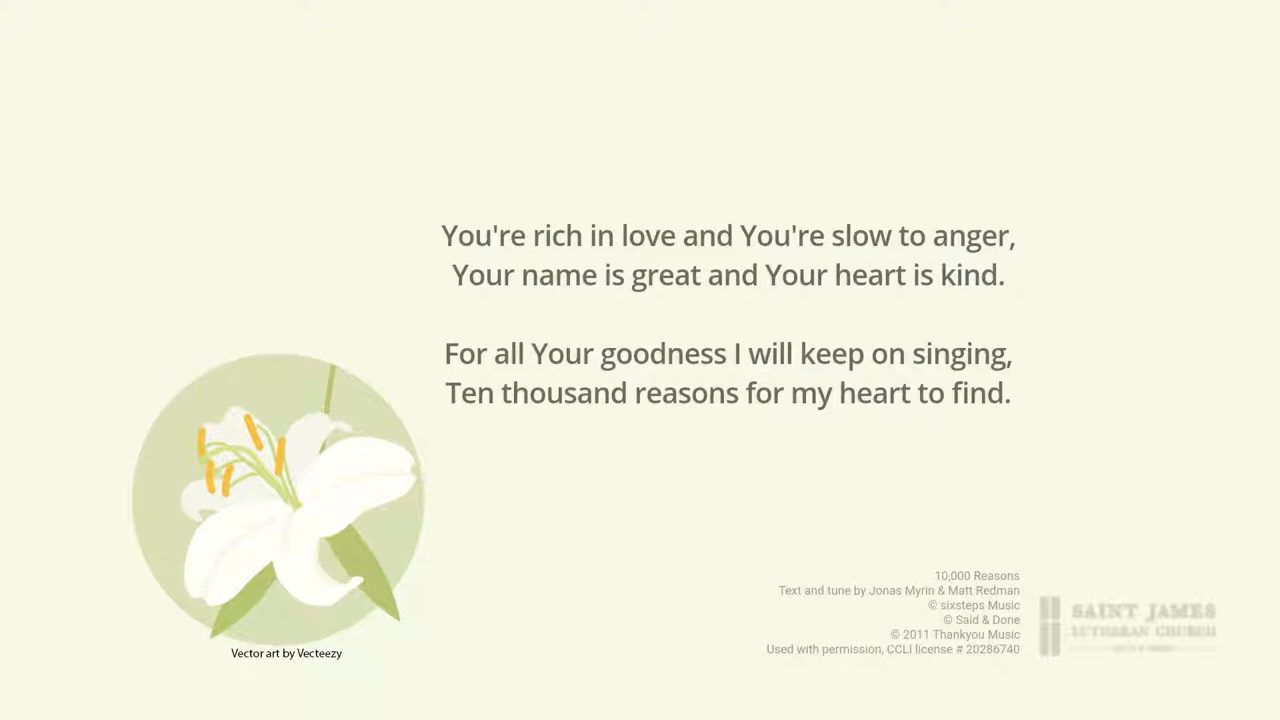 You're rich in love and You're slow to anger,
Your name is great and Your heart is kind.
For all Your goodness I will keep on singing,
Ten thousand reasons for my heart to find.
10,000 Reasons
Text and tune by Jonas Myrin & Matt Redman
© sixsteps Music
© Said & Done
© 2011 Thankyou Music
Used with permission, CCLI license # 20286740
SAINT JAMES
LUTHERAN CHURCH
Vector art by Vecteezy